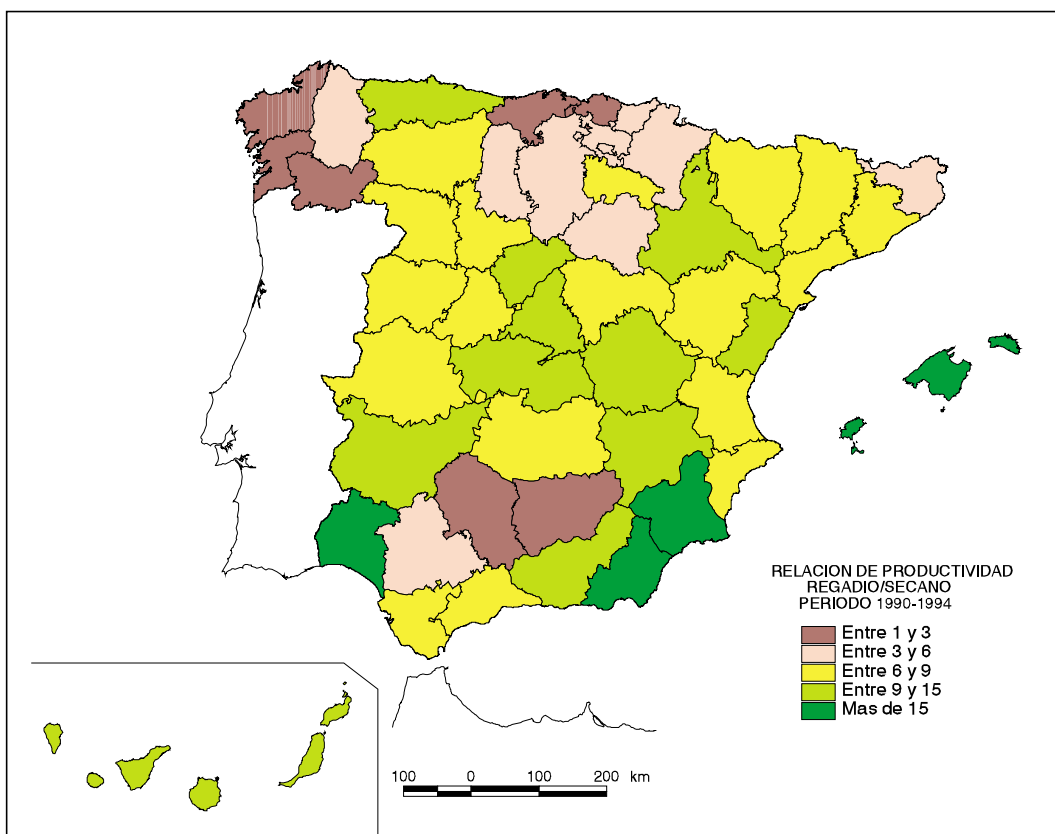 RELACION DE PRODUCTIVIDAD
REGADIO/SECANO
PERIODO 1990-1994
Entre 1 y 3
Entre 3 y 6
Entre 6 y 9
Entre 9 y 15
Mas de 15
100 0 100 200 km